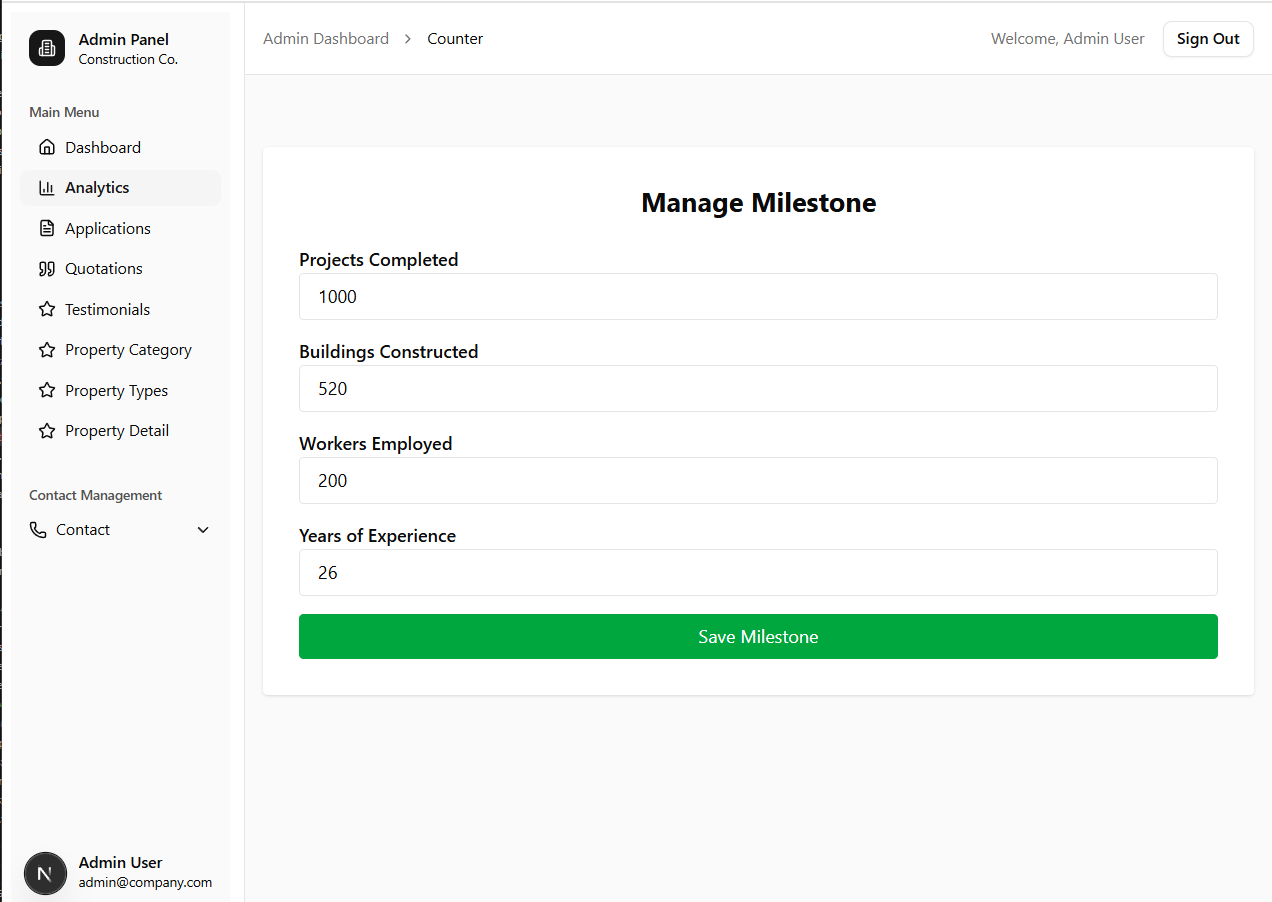 Admin Panel
Construction Co.
Main Menu
Dashboard
Analytics
Applications
Quotations
Testimonials
Property Category
Property Types
Property Detail
Contact Management
Contact
N
Admin User
admin@company.com
Admin Dashboard > Counter
Welcome, Admin User
Sign Out
Manage Milestone
Projects Completed
1000
Buildings Constructed
520
Workers Employed
200
Years of Experience
26
Save Milestone